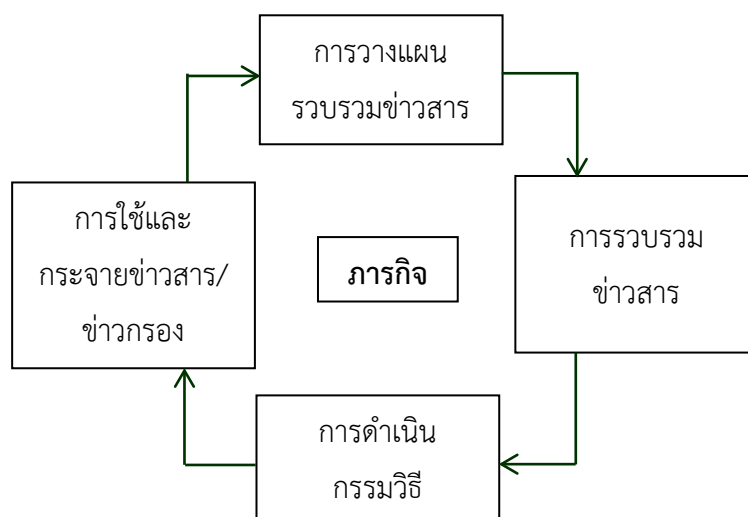 การวางแผน
รวบรวมข่าวสาร
การรวบรวม
ข่าวสาร
การดำเนิน
กรรมวิธี
การใช้และ
กระจายข่าวสาร/
ข่าวกรอง
ภารกิจ